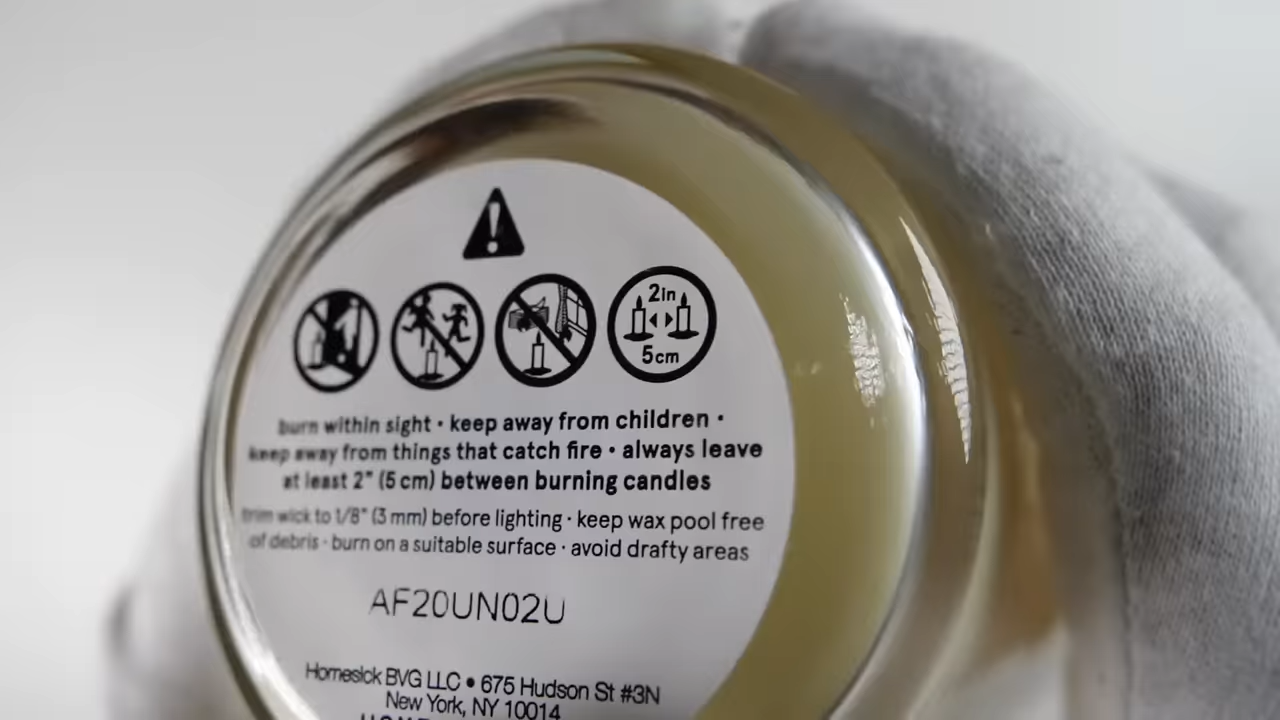 2in
5cm
burn within sight · keep away from children ·
keep away from things that catch fire · always leave
at least 2" (5 cm) between burning candles
trim wick to 1/8" (3 mm) before lighting · keep wax pool free
of debris · burn on a suitable surface · avoid drafty areas
AF20UN02U
Homesick BVG LLC • 675 Hudson St #3N
New York, NY 10014